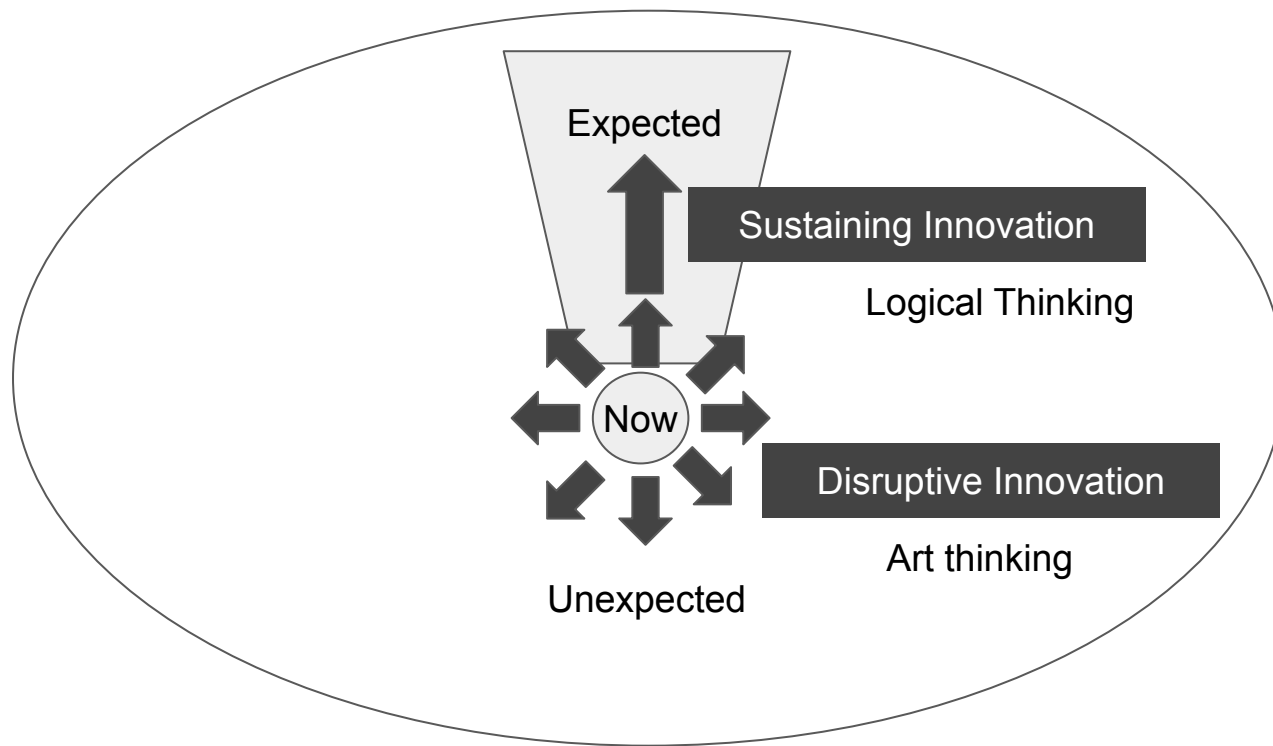 Expected
Sustaining Innovation
Logical Thinking
Now
Disruptive Innovation
Art thinking
Unexpected